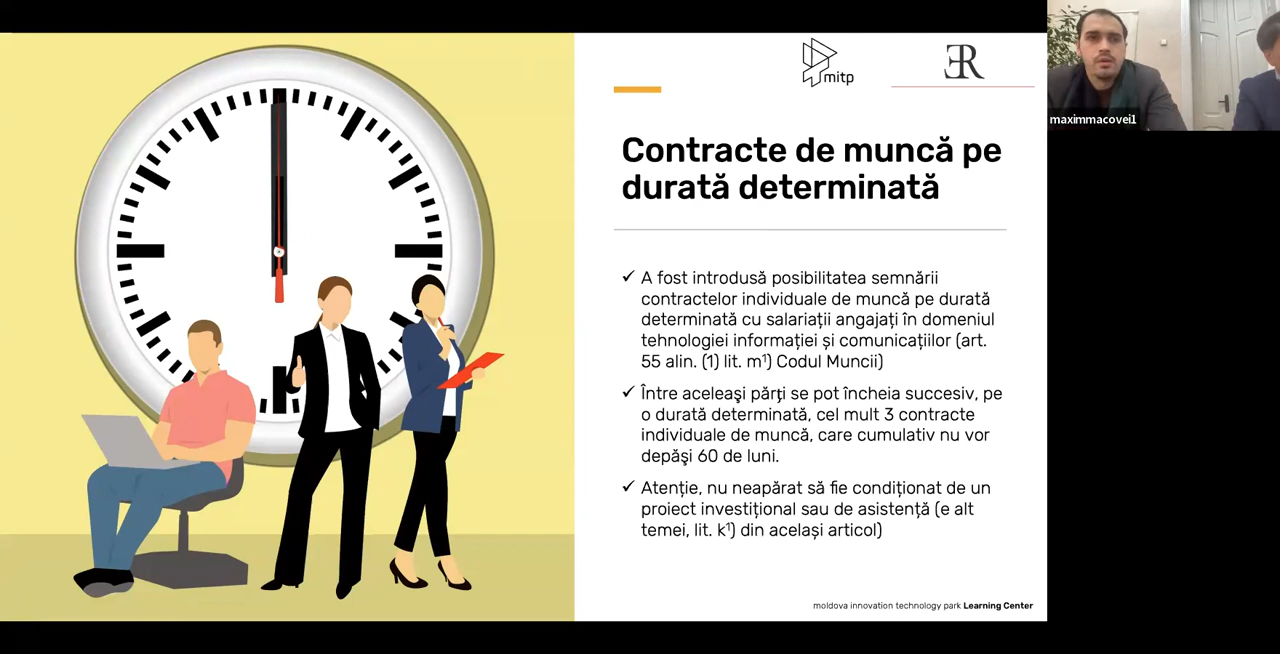 mitp
ЭR
maximmacovei1
Contracte de muncă pe
durată determinată
✓ A fost introdusă posibilitatea semnării
contractelor individuale de muncă pe durată
determinată cu salariații angajați în domeniul
tehnologiei informației și comunicațiilor (art.
55 alin. (1) lit. m¹) Codul Muncii)
✓ Între aceleaşi părţi se pot încheia succesiv, pe
o durată determinată, cel mult 3 contracte
individuale de muncă, care cumulativ nu vor
depăşi 60 de luni.
✓ Atenție, nu neapărat să fie condiționat de un
proiect investițional sau de asistență (e alt
temei, lit. k¹) din același articol)
moldova innovation technology park Learning Center